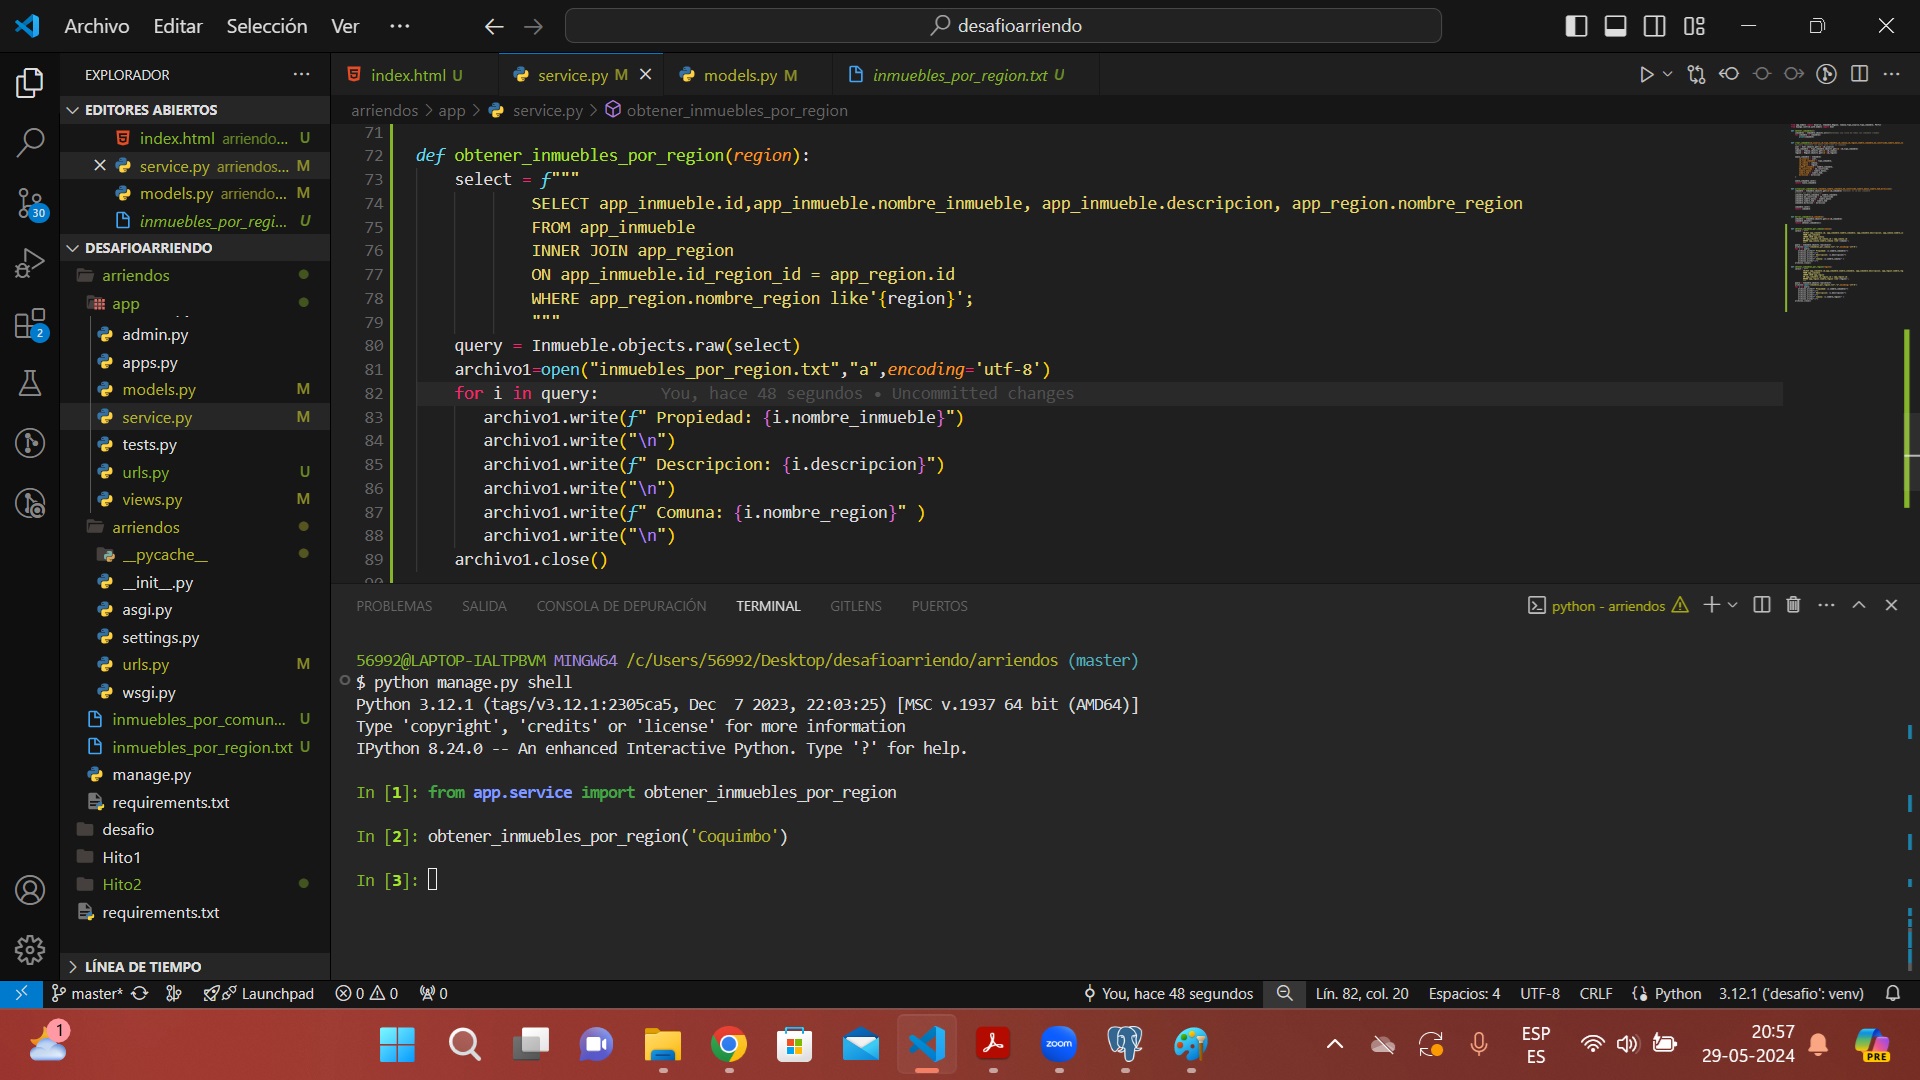 Archivo Editar Selección Ver ··· desafioarriendo
EXPLORADOR ···
index.html U service.py M models.py M inmuebles_por_region.txt U
EDITORES ABIERTOS
arriendos > app > service.py > obtener_inmuebles_por_region
index.html arriendo... U
service.py arriendos... M
models.py arriendo... M
inmuebles_por_regi... U
DESAFIOARRIENDO
arriendos
app
admin.py
apps.py
models.py M
service.py M
tests.py
urls.py U
views.py M
arriendos
__pycache__
__init__.py
asgi.py
settings.py
urls.py M
wsgi.py
inmuebles_por_comun... U
inmuebles_por_region.txt U
manage.py
requirements.txt
desafio
Hito1
Hito2
requirements.txt
LÍNEA DE TIEMPO
30
2
71
72 def obtener_inmuebles_por_region(region):
73 select = f"""
74 SELECT app_inmueble.id,app_inmueble.nombre_inmueble, app_inmueble.descripcion, app_region.nombre_region
75 FROM app_inmueble
76 INNER JOIN app_region
77 ON app_inmueble.id_region_id = app_region.id
78 WHERE app_region.nombre_region like'{region}';
79 """
80 query = Inmueble.objects.raw(select)
81 archivo1=open("inmuebles_por_region.txt","a",encoding='utf-8')
82 for i in query: You, hace 48 segundos • Uncommitted changes
83 archivo1.write(f" Propiedad: {i.nombre_inmueble}")
84 archivo1.write("\n")
85 archivo1.write(f" Descripcion: {i.descripcion}")
86 archivo1.write("\n")
87 archivo1.write(f" Comuna: {i.nombre_region}" )
88 archivo1.write("\n")
89 archivo1.close()
PROBLEMAS SALIDA CONSOLA DE DEPURACIÓN TERMINAL GITLENS PUERTOS python - arriendos
56992@LAPTOP-IALTPBVM MINGW64 /c/Users/56992/Desktop/desafioarriendo/arriendos (master)
$ python manage.py shell
Python 3.12.1 (tags/v3.12.1:2305ca5, Dec  7 2023, 22:03:25) [MSC v.1937 64 bit (AMD64)]
Type 'copyright', 'credits' or 'license' for more information
IPython 8.24.0 -- An enhanced Interactive Python. Type '?' for help.
In [1]: from app.service import obtener_inmuebles_por_region
In [2]: obtener_inmuebles_por_region('Coquimbo')
In [3]:
master* Launchpad 0 0 0 You, hace 48 segundos Lín. 82, col. 20 Espacios: 4 UTF-8 CRLF Python 3.12.1 ('desafio': venv)
1 zoom ESP 20:57
ES 29-05-2024 PRE